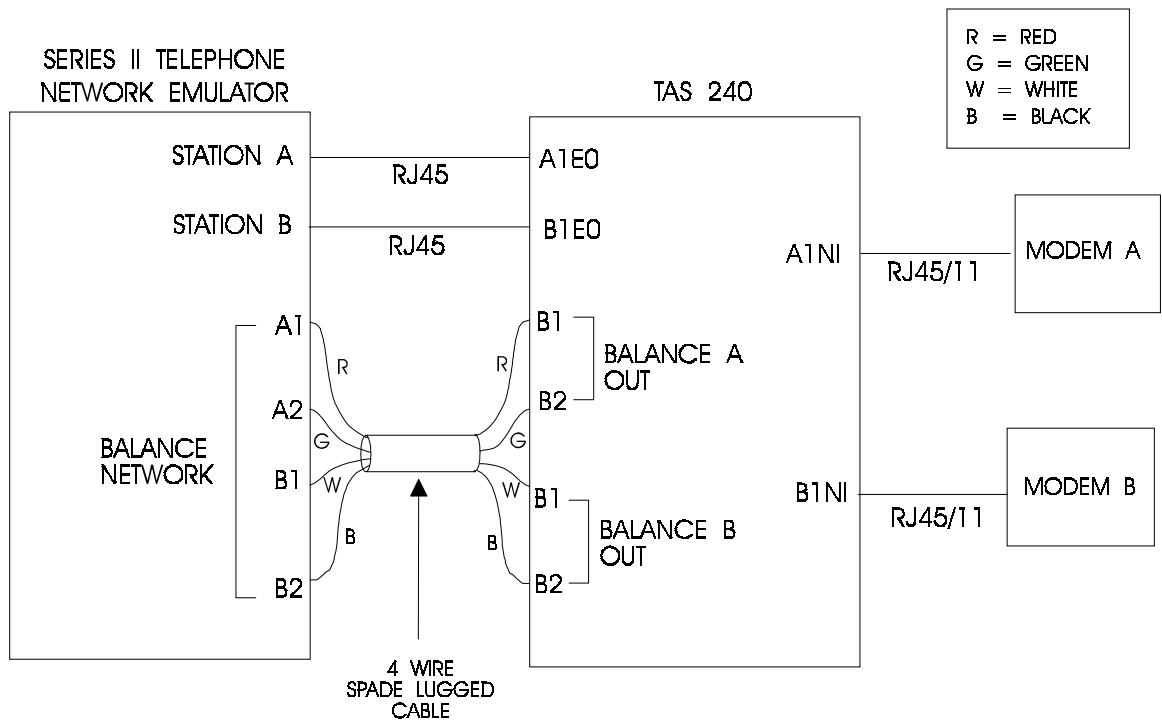 SERIES II TELEPHONE
NETWORK EMULATOR
TAS 240
R = RED
G = GREEN
W = WHITE
B = BLACK
STATION A
RJ45
A1E0
STATION B
RJ45
B1E0
A1NI
RJ45/11
MODEM A
A1
R
R
B1
BALANCE A
OUT
A2
G
G
B2
BALANCE
NETWORK
B1
W
W
B1
BALANCE B
OUT
B
B
B2
B2
B1NI
RJ45/11
MODEM B
4 WIRE
SPADE LUGGED
CABLE